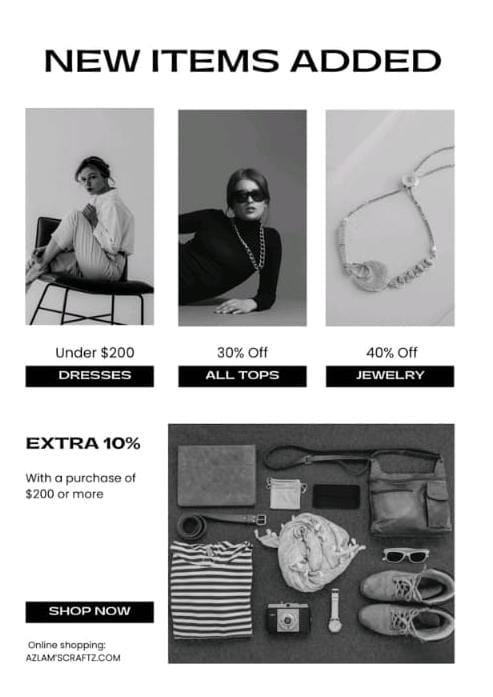 NEW ITEMS ADDED
Under $200
DRESSES
30% Off
ALL TOPS
40% Off
JEWELRY
EXTRA 10%
With a purchase of
$200 or more
SHOP NOW
Online shopping:
AZLAM'SCRAFTZ.COM